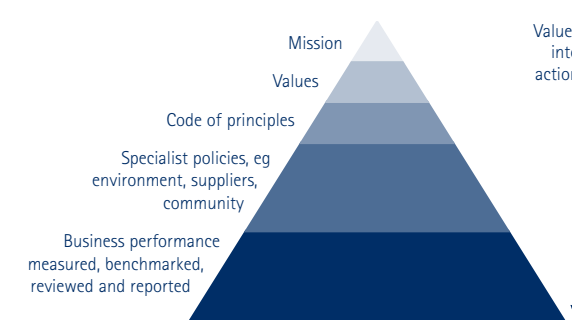 Mission
Values
Code of principles
Specialist policies, eg
environment, suppliers,
community
Business performance
measured, benchmarked,
reviewed and reported